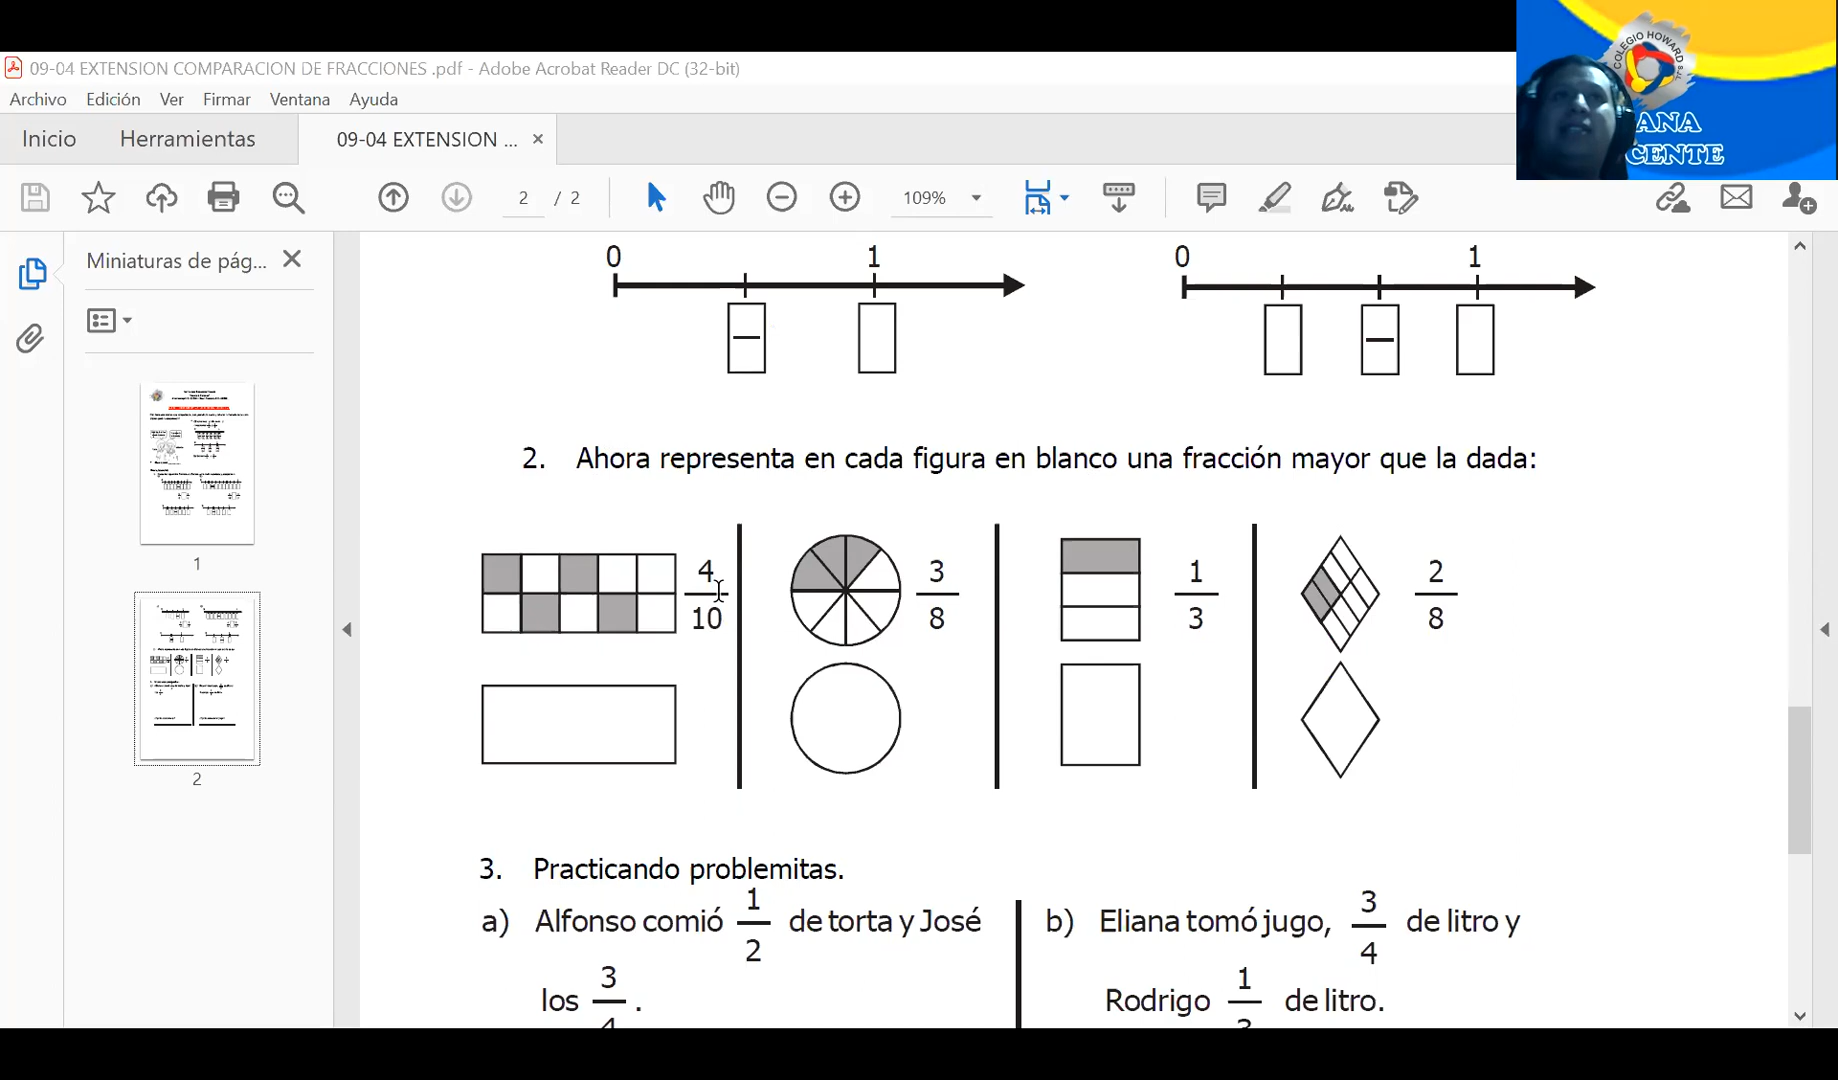 09-04 EXTENSION COMPARACION DE FRACCIONES .pdf - Adobe Acrobat Reader DC (32-bit)
Archivo Edición Ver Firmar Ventana Ayuda
Inicio Herramientas 09-04 EXTENSION ... ×
2 / 2 109%
COLEGIO HOWARD S.J.L
ANA
CENTE
Miniaturas de pág...
1
2
0 1
0 1
2. Ahora representa en cada figura en blanco una fracción mayor que la dada:
4/10
3/8
1/3
2/8
3. Practicando problemitas.
a) Alfonso comió 1/2 de torta y José
los 3/4 .
b) Eliana tomó jugo, 3/4 de litro y
Rodrigo 1/3 de litro.